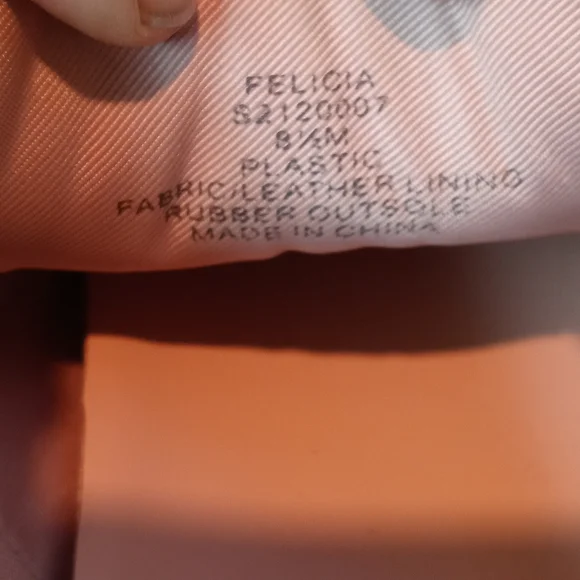 FELICIA
S2120007
8½M
PLASTIC
FABRIC/LEATHER LINING
RUBBER OUTSOLE
MADE IN CHINA